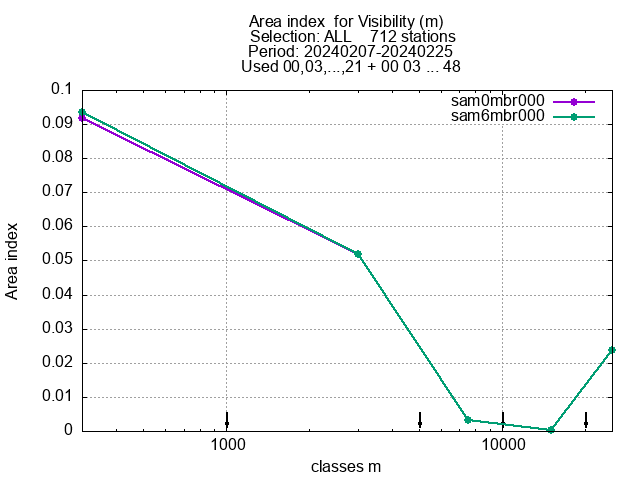 Area index  for Visibility (m)
Selection: ALL    712 stations
Period: 20240207-20240225
Used 00,03,...,21 + 00 03 ... 48
sam0mbr000
sam6mbr000
0.1
0.09
0.08
0.07
0.06
0.05
0.04
0.03
0.02
0.01
0
Area index
1000
10000
classes m